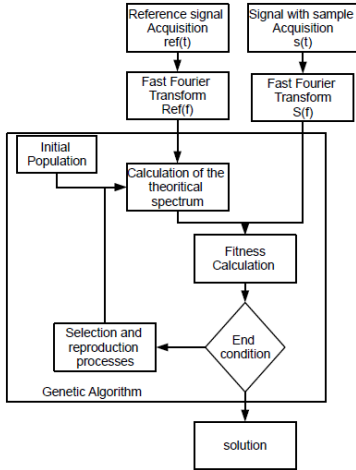 Reference signal
Acquisition
ref(t)
Signal with sample
Acquisition
s(t)
Fast Fourier
Transform
Ref(f)
Fast Fourier
Transform
S(f)
Initial
Population
Calculation of the
theoritical
spectrum
Fitness
Calculation
Selection and
reproduction
processes
End
condition
Genetic Algorithm
solution